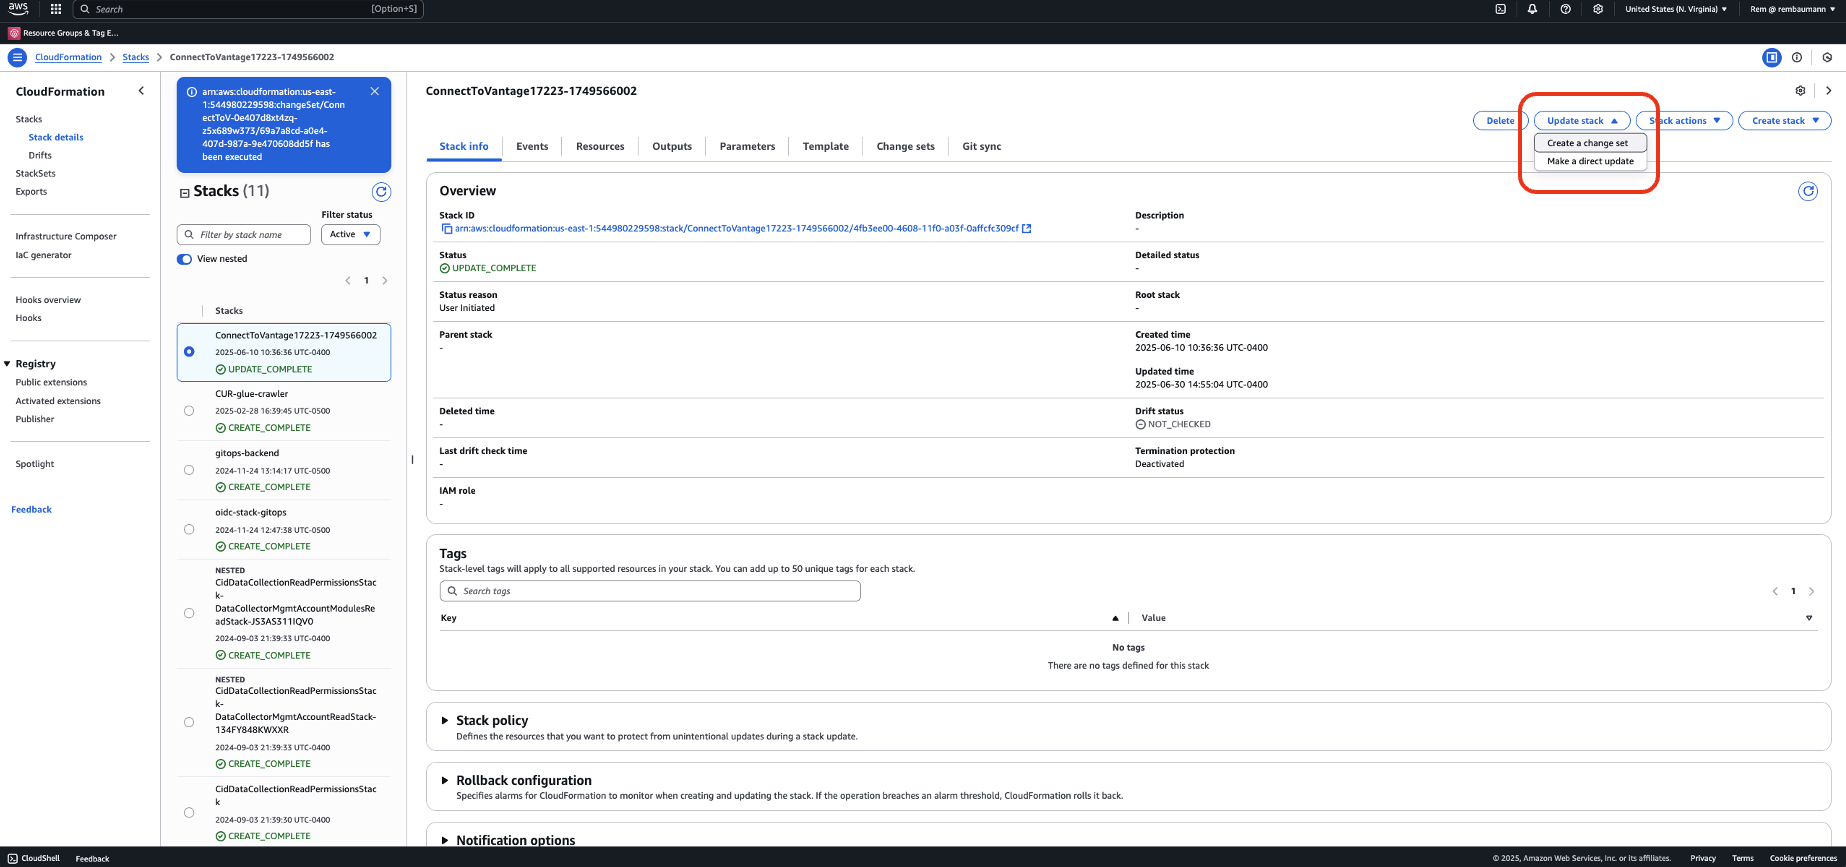 aws
Search
[Option+S]
United States (N. Virginia)
Rem @ rembaumann
Resource Groups & Tag E...
CloudFormation
Stacks
ConnectToVantage17223-1749566002
CloudFormation
Stacks
Stack details
Drifts
StackSets
Exports
Infrastructure Composer
IaC generator
Hooks overview
Hooks
Registry
Public extensions
Activated extensions
Publisher
Spotlight
Feedback
arn:aws:cloudformation:us-east-
1:544980229598:changeSet/Conn
ectToV-0e407d8xt4zq-
z5x689w373/69a7a8cd-a0e4-
407d-987a-9e470608dd5f has
been executed
Stacks (11)
Filter status
Filter by stack name
Active
View nested
1
Stacks
ConnectToVantage17223-1749566002
2025-06-10 10:36:36 UTC-0400
UPDATE_COMPLETE
CUR-glue-crawler
2025-02-28 16:39:45 UTC-0500
CREATE_COMPLETE
gitops-backend
2024-11-24 13:14:17 UTC-0500
CREATE_COMPLETE
oidc-stack-gitops
2024-11-24 12:47:38 UTC-0500
CREATE_COMPLETE
NESTED
CidDataCollectionReadPermissionsStac
k-
DataCollectorMgmtAccountModulesRe
adStack-JS3AS311IQV0
2024-09-03 21:39:33 UTC-0400
CREATE_COMPLETE
NESTED
CidDataCollectionReadPermissionsStac
k-
DataCollectorMgmtAccountReadStack-
134FY848KWXXR
2024-09-03 21:39:33 UTC-0400
CREATE_COMPLETE
CidDataCollectionReadPermissionsStac
k
2024-09-03 21:39:30 UTC-0400
CREATE_COMPLETE
ConnectToVantage17223-1749566002
Delete
Update stack
Stack actions
Create stack
Create a change set
Make a direct update
Stack info
Events
Resources
Outputs
Parameters
Template
Change sets
Git sync
Overview
Stack ID
arn:aws:cloudformation:us-east-1:544980229598:stack/ConnectToVantage17223-1749566002/4fb3ee00-4608-11f0-a03f-0affcfc309cf
Description
-
Status
UPDATE_COMPLETE
Detailed status
-
Status reason
User Initiated
Root stack
-
Parent stack
-
Created time
2025-06-10 10:36:36 UTC-0400
Updated time
2025-06-30 14:55:04 UTC-0400
Deleted time
-
Drift status
NOT_CHECKED
Last drift check time
-
Termination protection
Deactivated
IAM role
-
Tags
Stack-level tags will apply to all supported resources in your stack. You can add up to 50 unique tags for each stack.
Search tags
1
Key
Value
No tags
There are no tags defined for this stack
Stack policy
Defines the resources that you want to protect from unintentional updates during a stack update.
Rollback configuration
Specifies alarms for CloudFormation to monitor when creating and updating the stack. If the operation breaches an alarm threshold, CloudFormation rolls it back.
Notification options
CloudShell
Feedback
© 2025, Amazon Web Services, Inc. or its affiliates.
Privacy
Terms
Cookie preferences